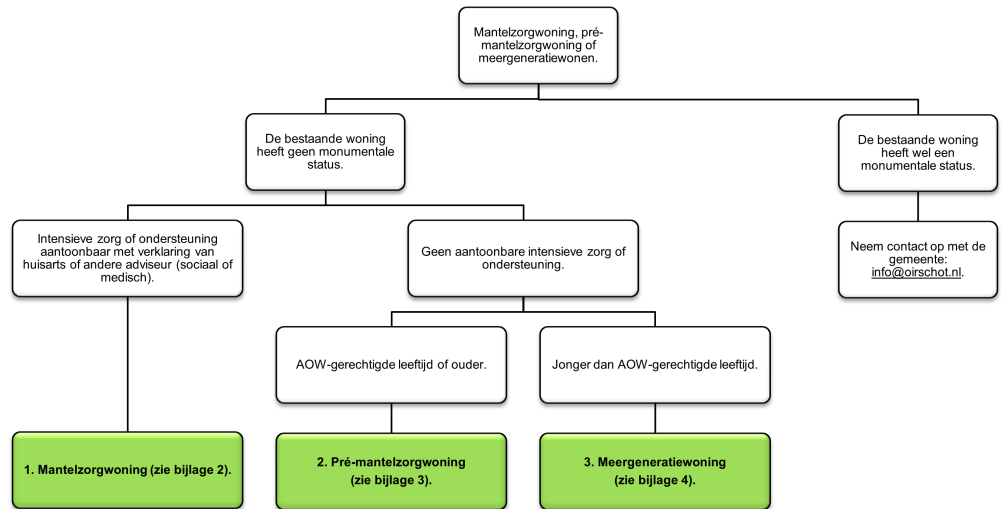 Mantelzorgwoning, pré-
mantelzorgwoning of
meergeneratiewonen.
De bestaande woning
heeft geen monumentale
status.
De bestaande woning
heeft wel een
monumentale status.
Intensieve zorg of ondersteuning
aantoonbaar met verklaring van
huisarts of andere adviseur (sociaal of
medisch).
Geen aantoonbare intensieve zorg of
ondersteuning.
Neem contact op met de
gemeente:
info@oirschot.nl.
AOW-gerechtigde leeftijd of ouder.
Jonger dan AOW-gerechtigde leeftijd.
1. Mantelzorgwoning (zie bijlage 2).
2. Pré-mantelzorgwoning
(zie bijlage 3).
3. Meergeneratiewoning
(zie bijlage 4).